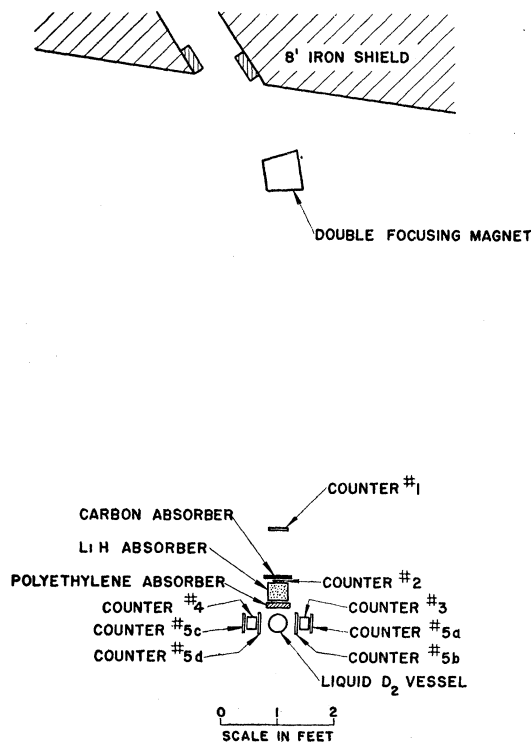 8' IRON SHIELD
DOUBLE FOCUSING MAGNET
COUNTER #1
CARBON ABSORBER
LiH ABSORBER
COUNTER #2
POLYETHYLENE ABSORBER
COUNTER #4
COUNTER #3
COUNTER #5c
COUNTER #5a
COUNTER #5d
COUNTER #5b
LIQUID D2 VESSEL
0 1 2
SCALE IN FEET